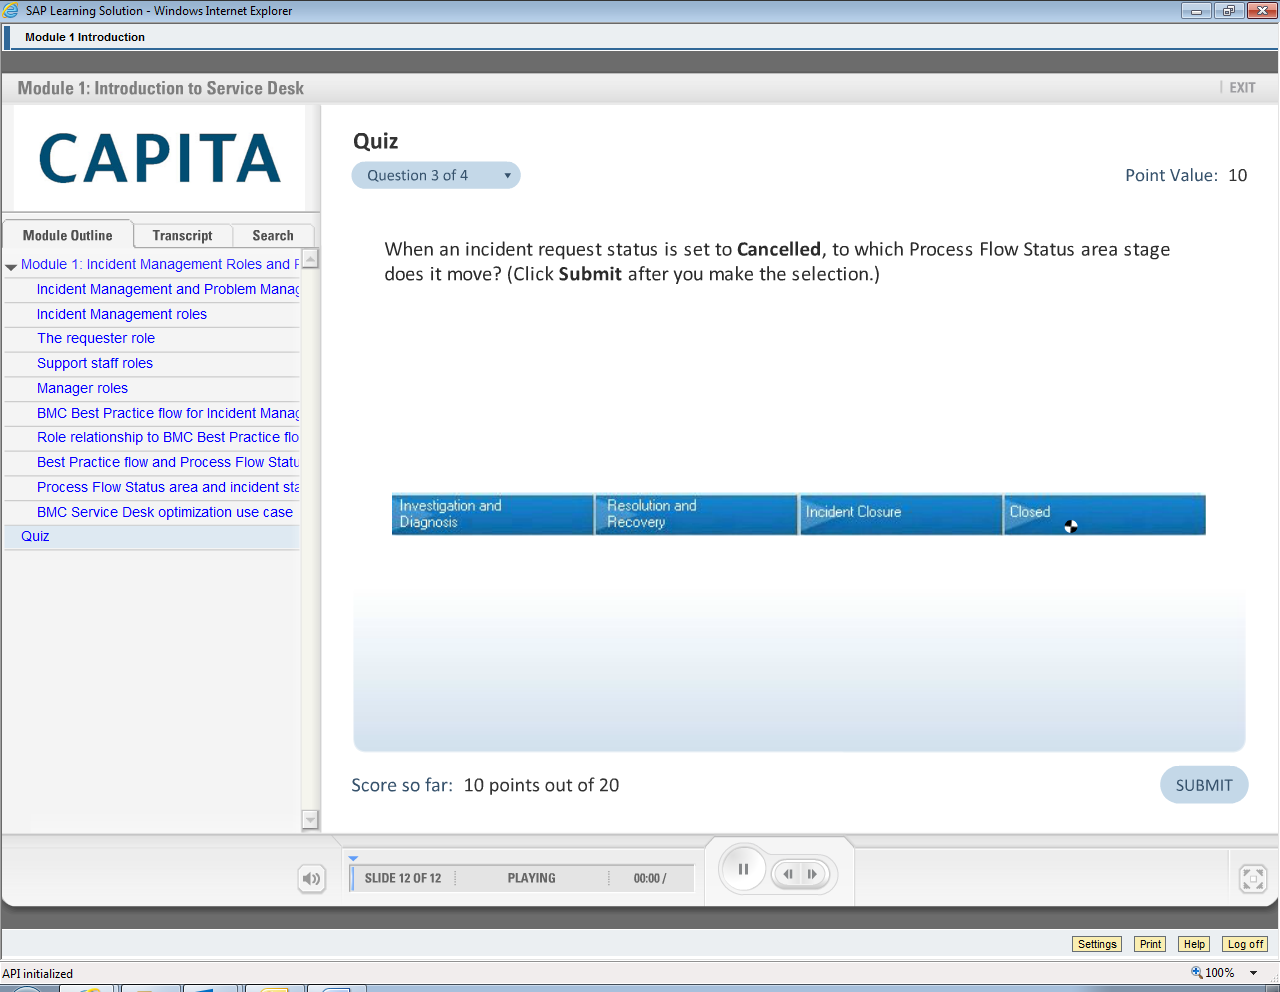 SAP Learning Solution - Windows Internet Explorer
Module 1 Introduction
Module 1: Introduction to Service Desk
EXIT
CAPITA
Module Outline
Transcript
Search
Module 1: Incident Management Roles and
Incident Management and Problem
Incident Management roles
The requester role
Support staff roles
Manager roles
BMC Best Practice flow for Incident
Role relationship to BMC Best Practice
Best Practice flow and Process Flow
Process Flow Status area and incident
BMC Service Desk optimization use case
Quiz
Quiz
Question 3 of 4
Point Value: 10
When an incident request status is set to Cancelled, to which Process Flow Status area stage
does it move? (Click Submit after you make the selection.)
Investigation and
Diagnosis
Resolution and
Recovery
Incident Closure
Closed
Score so far: 10 points out of 20
SUBMIT
SLIDE 12 OF 12
PLAYING
00:00 /
Settings
Print
Help
Log off
API initialized
100%